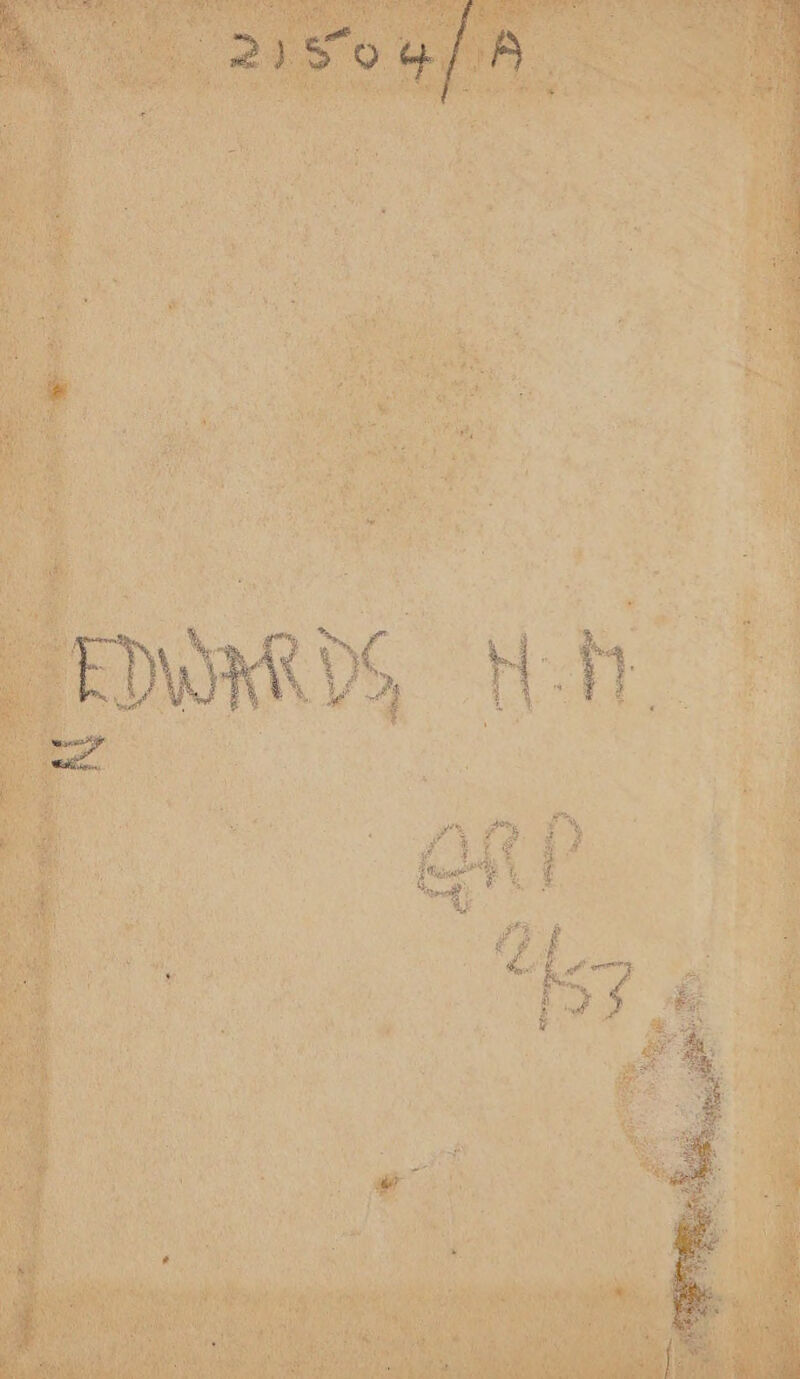 21504/A
EDWARDS, H.M.
Z
GRP
2/53